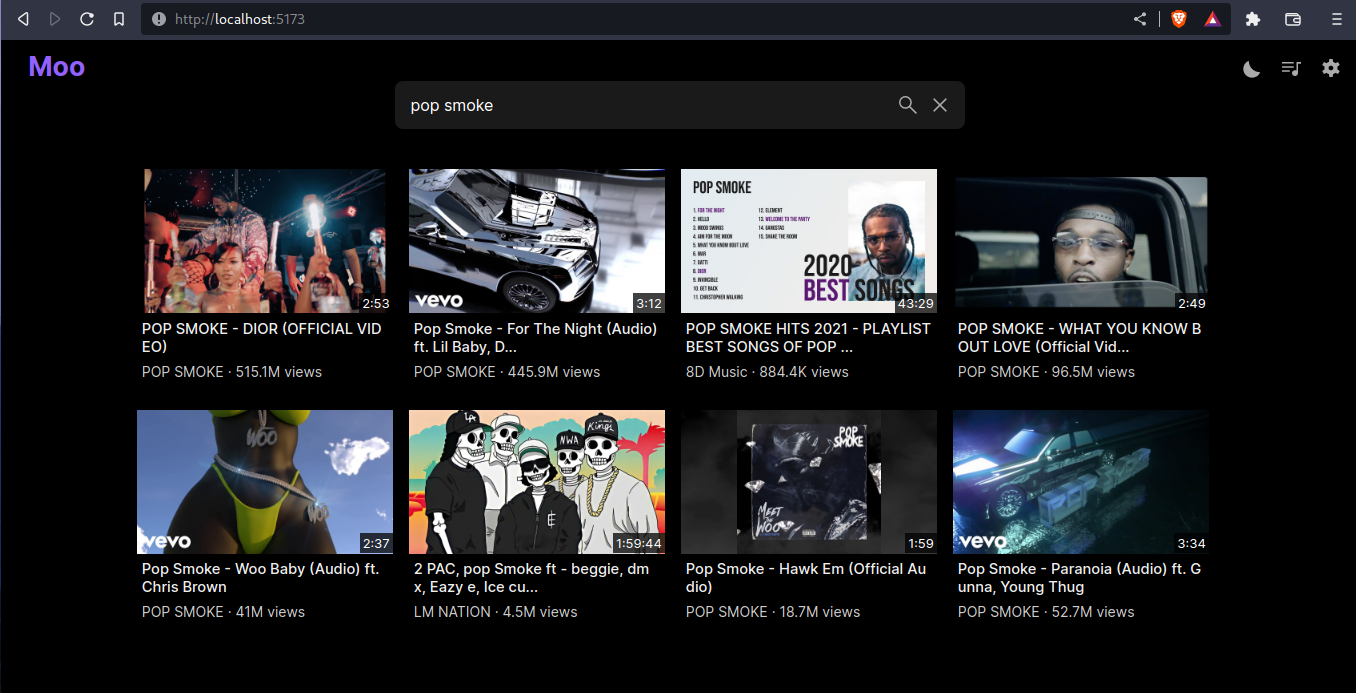 http://localhost:5173
Moo
pop smoke
2:53
POP SMOKE - DIOR (OFFICIAL VID
EO)
POP SMOKE · 515.1M views
vevo
3:12
Pop Smoke - For The Night (Audio)
ft. Lil Baby, D...
POP SMOKE · 445.9M views
POP SMOKE
1. FOR THE NIGHT
2. HELLO
3. MOOD SWINGS
4. AIM FOR THE MOON
5. WHAT YOU KNOW BOUT LOVE
6. WAR
7. GATTI
8. DIOR
9. INVINCIBLE
10. GET BACK
11. CHRISTOPHER WALKING
12. ELEMENT
13. WELCOME TO THE PARTY
14. GANGSTAS
15. SHAKE THE ROOM
2020
BEST SONGS
43:29
POP SMOKE HITS 2021 - PLAYLIST
BEST SONGS OF POP ...
8D Music · 884.4K views
2:49
POP SMOKE - WHAT YOU KNOW B
OUT LOVE (Official Vid...
POP SMOKE · 96.5M views
WOO
WOO
vevo
2:37
Pop Smoke - Woo Baby (Audio) ft.
Chris Brown
POP SMOKE · 41M views
LA
NWA
Kings
1:59:44
2 PAC, pop Smoke ft - beggie, dm
x, Eazy e, Ice cu...
LM NATION · 4.5M views
POP
SMOKE
MEET
THE
WOO
1:59
Pop Smoke - Hawk Em (Official Au
dio)
POP SMOKE · 18.7M views
vevo
3:34
Pop Smoke - Paranoia (Audio) ft. G
unna, Young Thug
POP SMOKE · 52.7M views